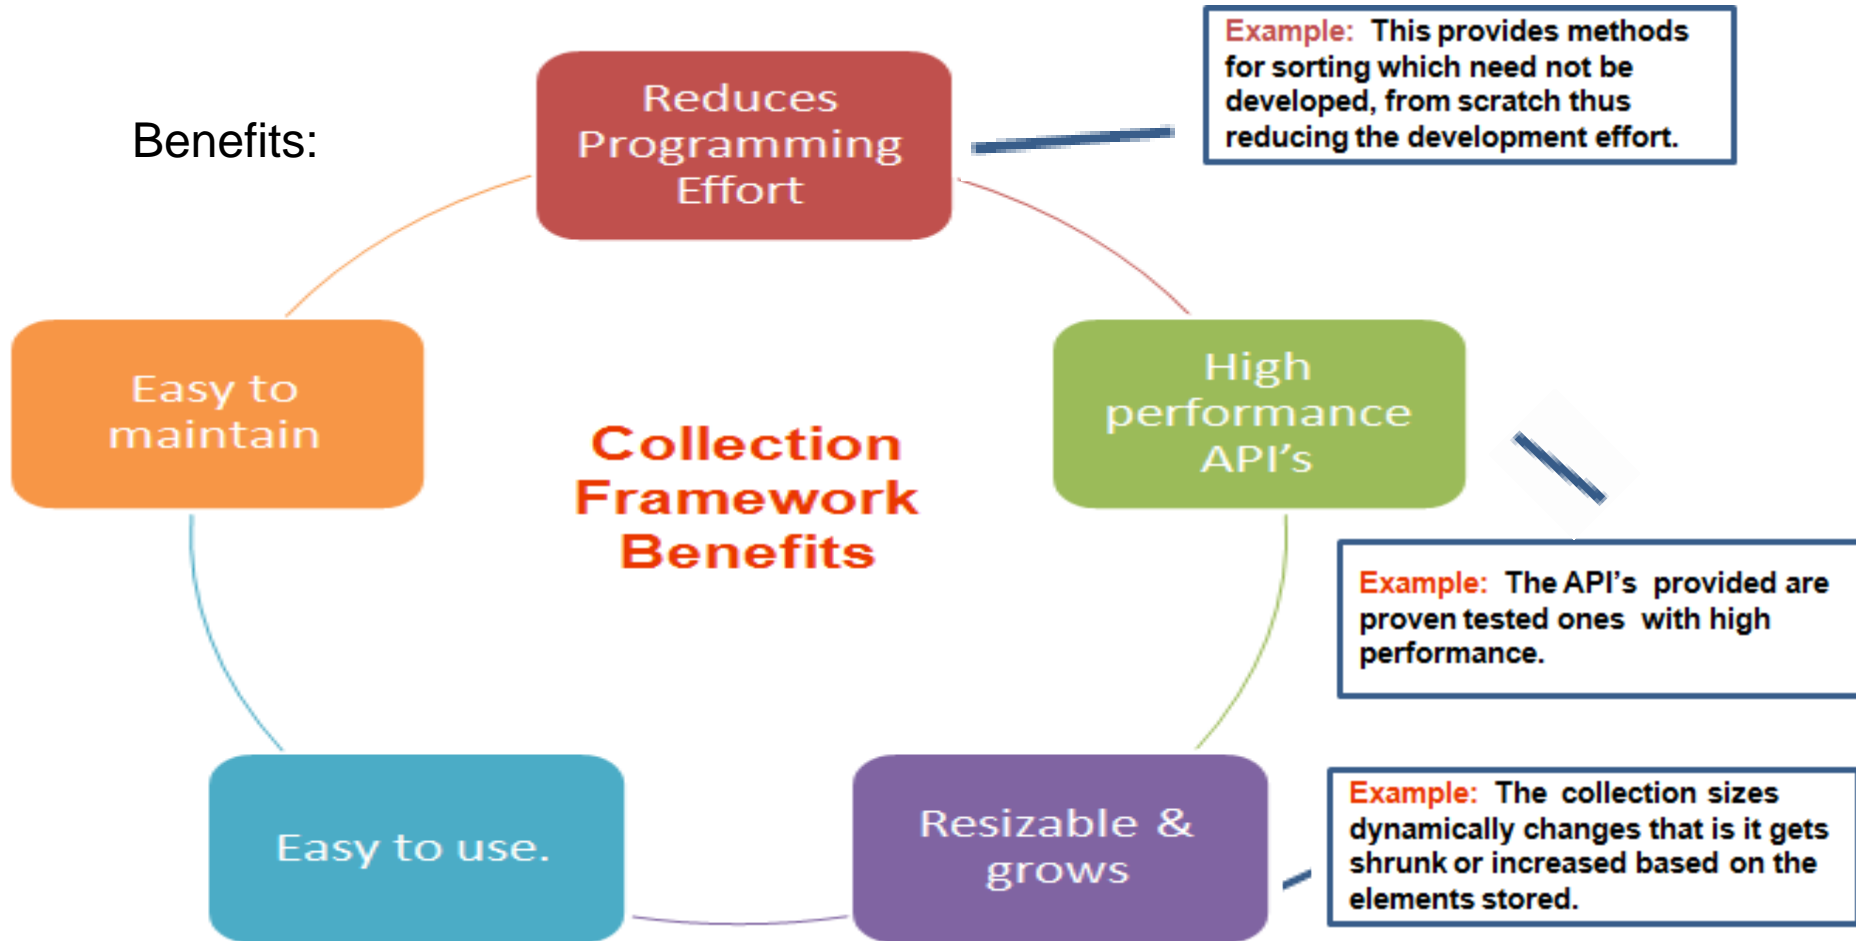 Benefits:
Reduces
Programming
Effort
Example: This provides methods
for sorting which need not be
developed, from scratch thus
reducing the development effort.
High
performance
API’s
Example: The API’s provided are
proven tested ones with high
performance.
Resizable &
grows
Example: The collection sizes
dynamically changes that is it gets
shrunk or increased based on the
elements stored.
Easy to use.
Easy to
maintain
Collection
Framework
Benefits